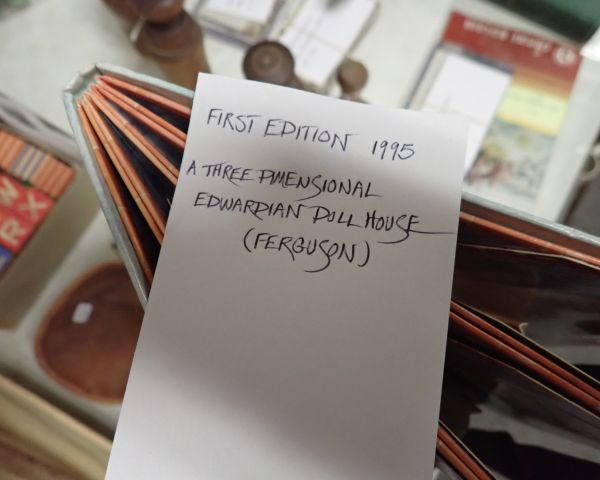 FIRST EDITION 1995
A THREE DIMENSIONAL
EDWARDIAN DOLL HOUSE
(FERGUSON)